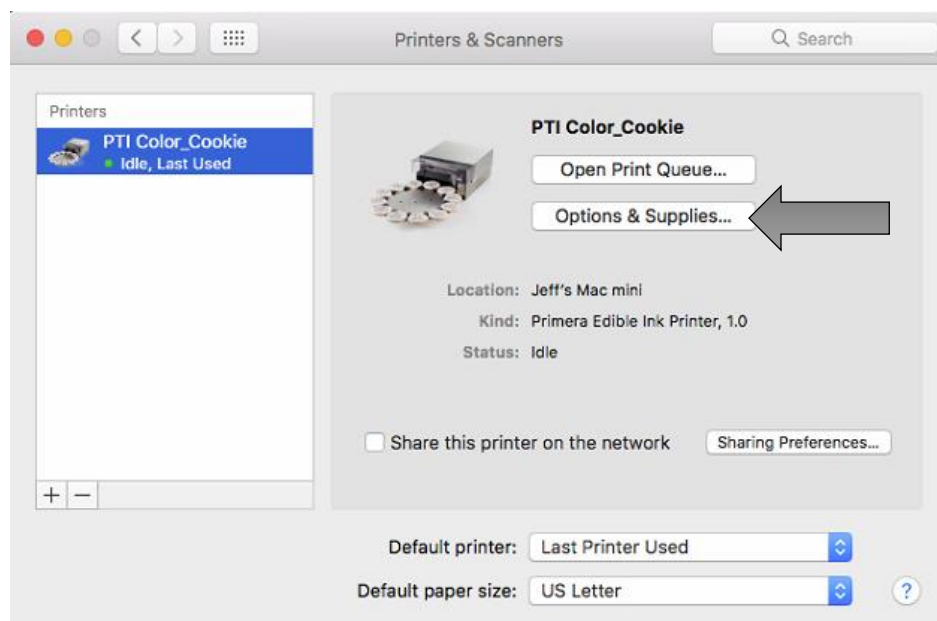 Printers & Scanners
Search
Printers
PTI Color_Cookie
Idle, Last Used
PTI Color_Cookie
Open Print Queue...
Options & Supplies...
Location: Jeff's Mac mini
Kind: Primera Edible Ink Printer, 1.0
Status: Idle
Share this printer on the network
Sharing Preferences...
+ −
Default printer: Last Printer Used
Default paper size: US Letter
?